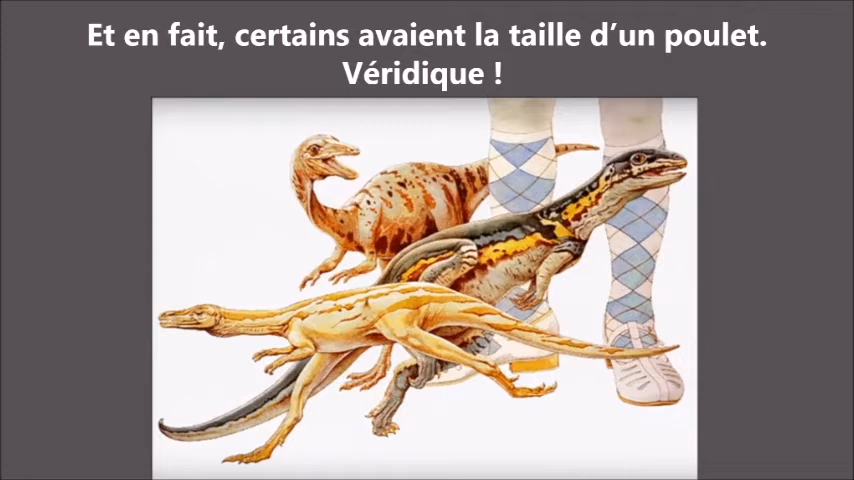 Et en fait, certains avaient la taille d’un poulet.
Véridique !